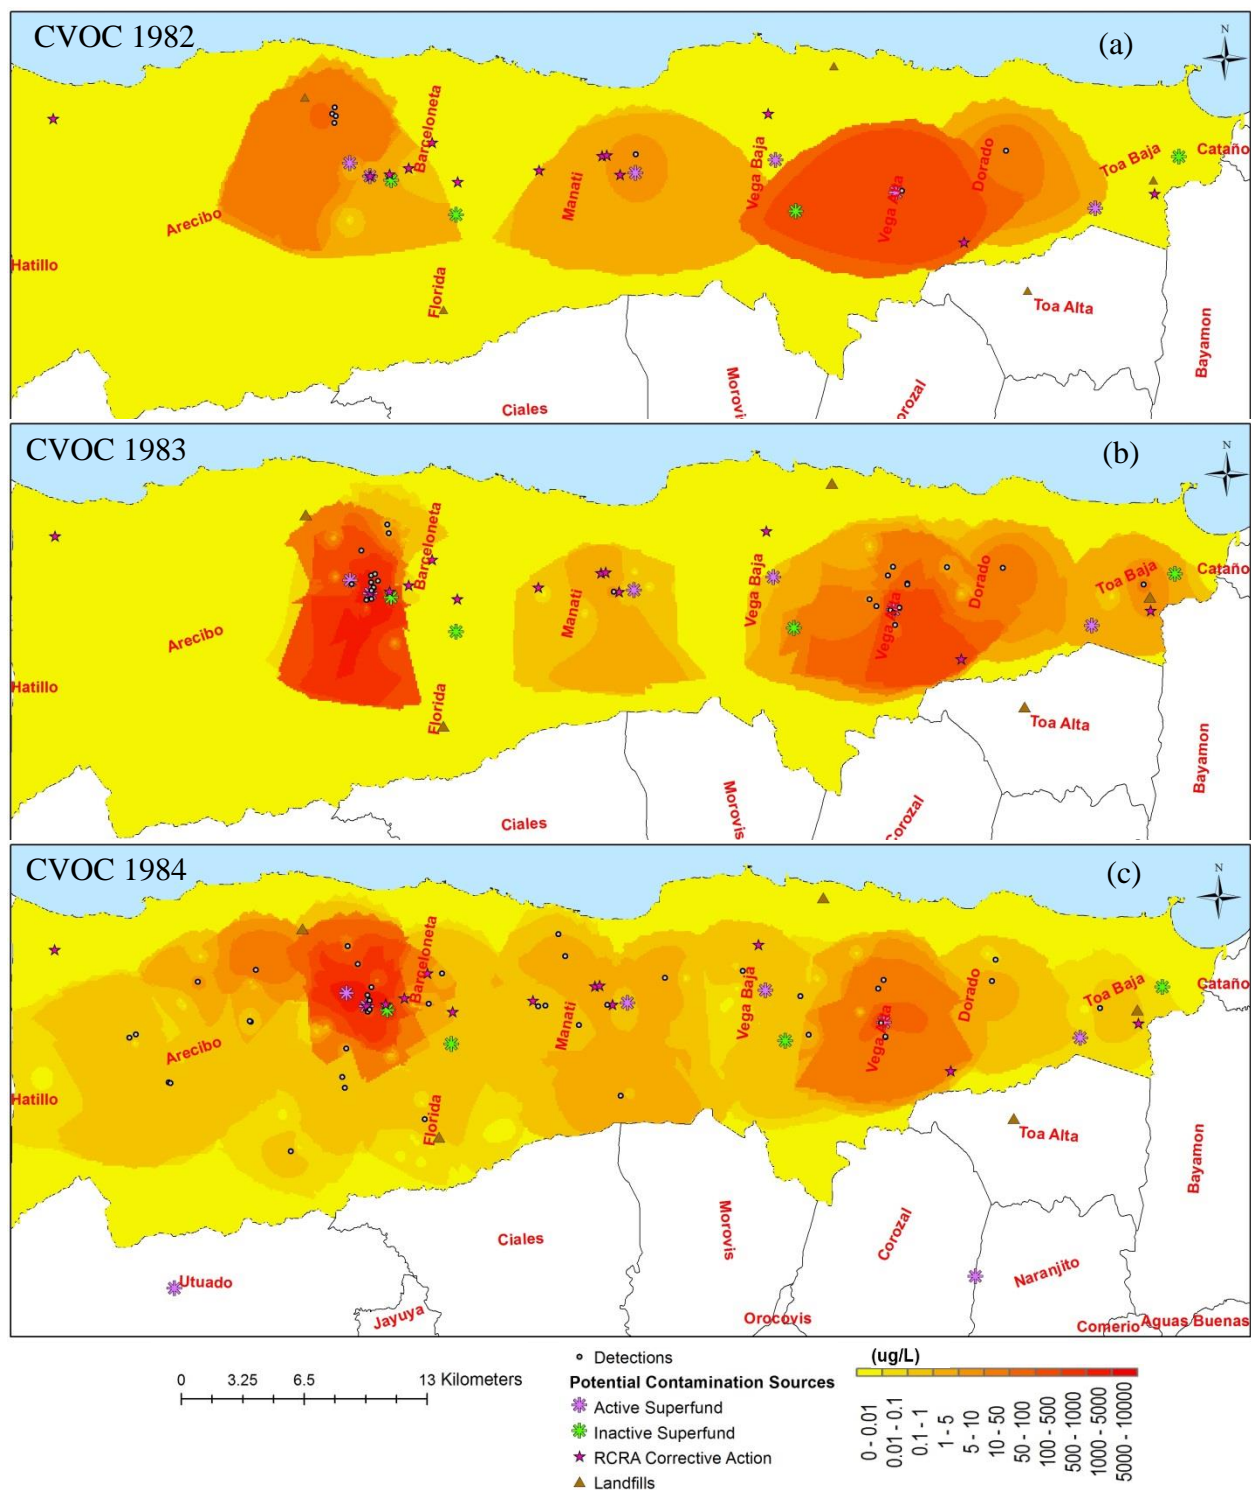 CVOC 1982
(a)
N
Barceloneta
Vega Baja
Dorado
Toa Baja
Cataño
Manati
Vega Alta
Arecibo
Hatillo
Florida
Toa Alta
Bayamon
Ciales
Morovi
orozal
CVOC 1983
(b)
N
Barceloneta
Vega Baja
Dorado
Toa Baja
Cataño
Manati
Vega Alta
Arecibo
Hatillo
Florida
Toa Alta
Bayamon
Ciales
Morovis
orozal
CVOC 1984
(c)
N
Barceloneta
Vega Baja
Dorado
Toa Baja
Cataño
Manati
Vega Alta
Arecibo
Hatillo
Florida
Toa Alta
Bayamon
Ciales
Morovis
Corozal
Utuado
Naranjito
Jayuya
Orocovis
Comerio
Aguas Buenas
0 3.25 6.5 13 Kilometers
Detections
Potential Contamination Sources
Active Superfund
Inactive Superfund
RCRA Corrective Action
Landfills
(ug/L)
0 - 0.01
0.01 - 0.1
0.1 - 1
1 - 5
5 - 10
10 - 50
50 - 100
100 - 500
500 - 1000
1000 - 5000
5000 - 10000